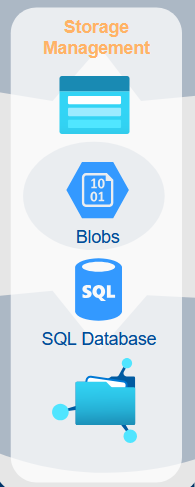 Storage
Management
10
01
Blobs
SQL
SQL Database